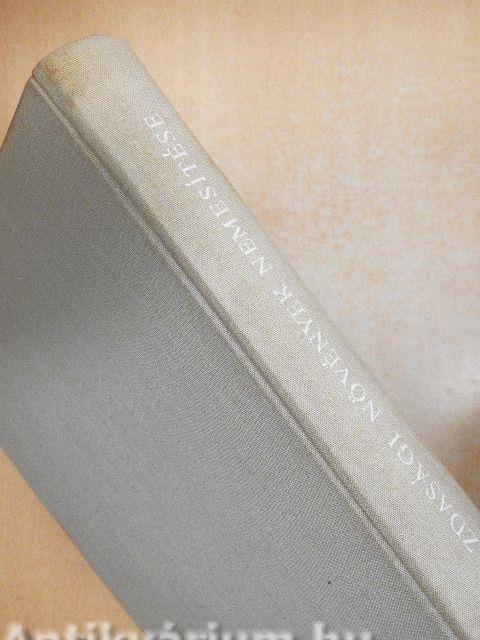 ZDASÁGI NÖVÉNYEK NEMESÍTÉSE
Antikvárium.hu